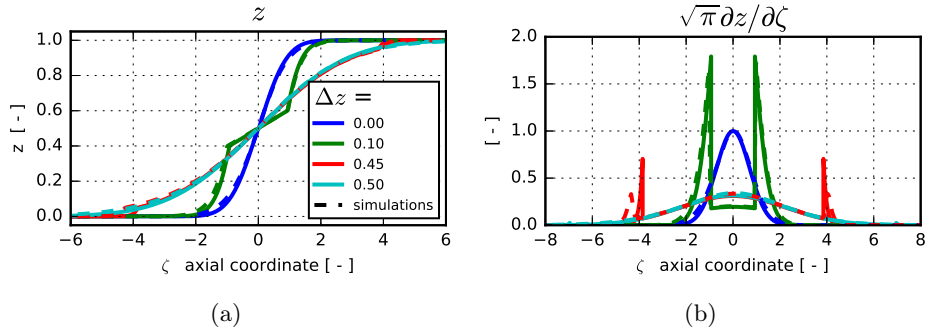 z
1.0
0.8
0.6
0.4
0.2
0.0
z [ - ]
−6 −4 −2 0 2 4 6
ζ axial coordinate [ - ]
Δz =
0.00
0.10
0.45
0.50
simulations
(a)
√π∂z/∂ζ
2.0
1.5
1.0
0.5
0.0
[ - ]
−8 −6 −4 −2 0 2 4 6 8
ζ axial coordinate [ - ]
(b)